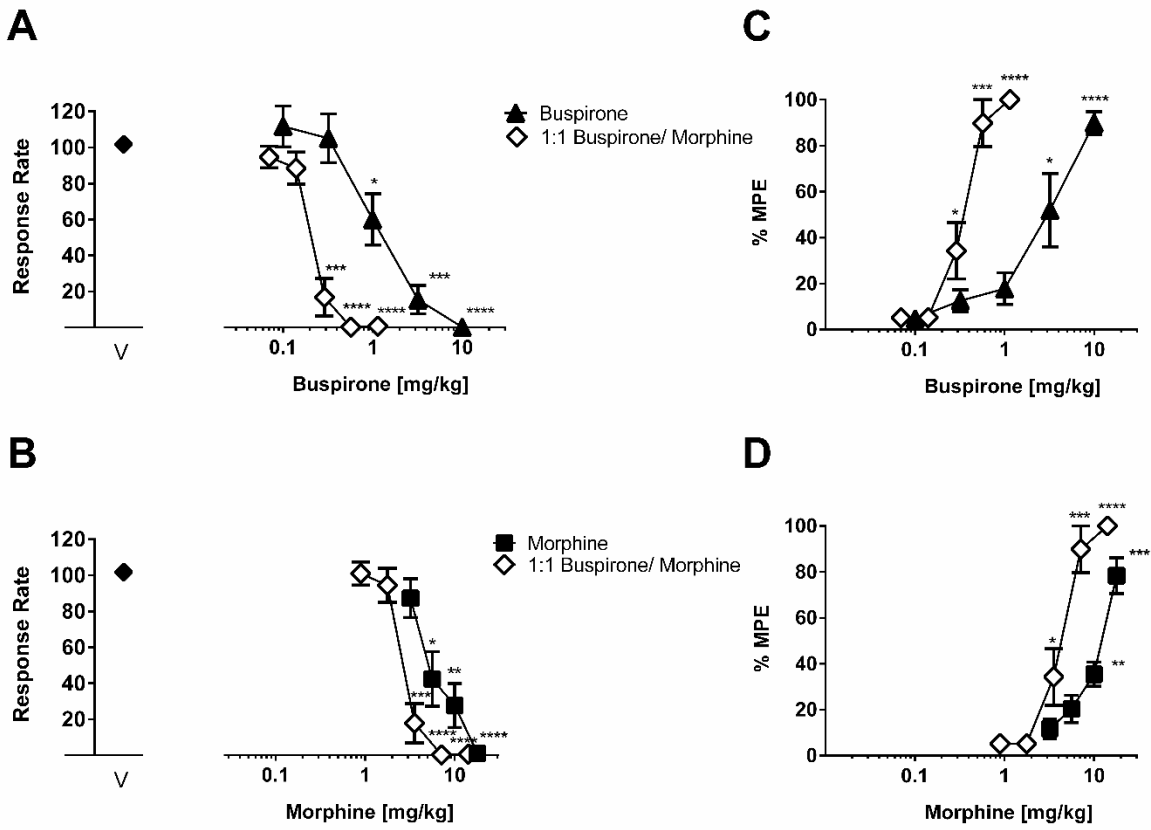 A
120
100
80
60
40
20
Response Rate
V
* *** **** *** **** ****
0.1 1 10
Buspirone [mg/kg]
Buspirone
1:1 Buspirone/ Morphine
C
100
80
60
40
20
0
% MPE
* *** **** * ****
0.1 1 10
Buspirone [mg/kg]
B
120
100
80
60
40
20
Response Rate
V
* ** *** **** **** ****
0.1 1 10
Morphine [mg/kg]
Morphine
1:1 Buspirone/ Morphine
D
100
80
60
40
20
0
% MPE
* *** **** *** **
0.1 1 10
Morphine [mg/kg]